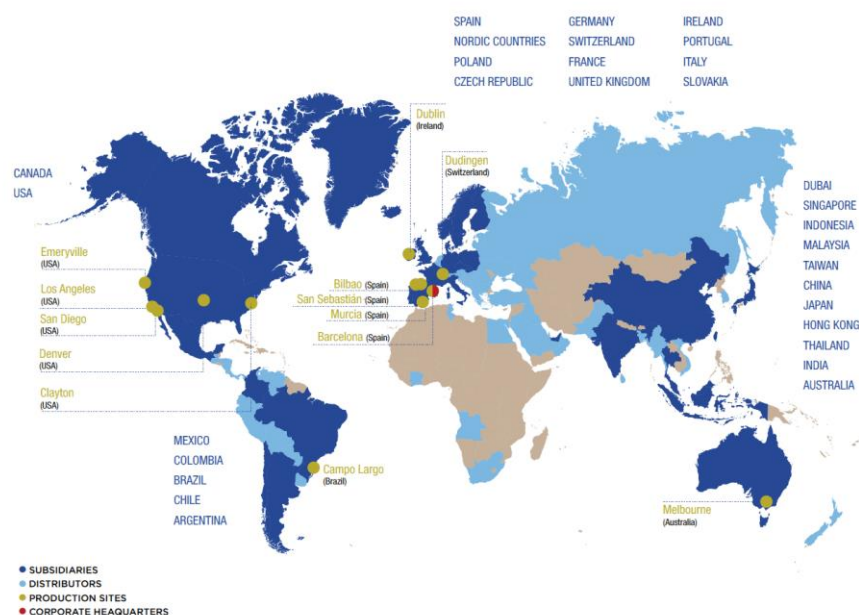 SPAIN GERMANY IRELAND
NORDIC COUNTRIES SWITZERLAND PORTUGAL
POLAND FRANCE ITALY
CZECH REPUBLIC UNITED KINGDOM SLOVAKIA
Dublin
(Ireland)
Dudingen
(Switzerland)
CANADA
USA
DUBAI
SINGAPORE
INDONESIA
MALAYSIA
TAIWAN
CHINA
JAPAN
HONG KONG
THAILAND
INDIA
AUSTRALIA
Emeryville
(USA)
Los Angeles
(USA)
San Diego
(USA)
Denver
(USA)
Clayton
(USA)
Bilbao (Spain)
San Sebastián (Spain)
Murcia (Spain)
Barcelona (Spain)
MEXICO
COLOMBIA
BRAZIL
CHILE
ARGENTINA
Campo Largo
(Brazil)
Melbourne
(Australia)
SUBSIDIARIES
DISTRIBUTORS
PRODUCTION SITES
CORPORATE HEAQUARTERS